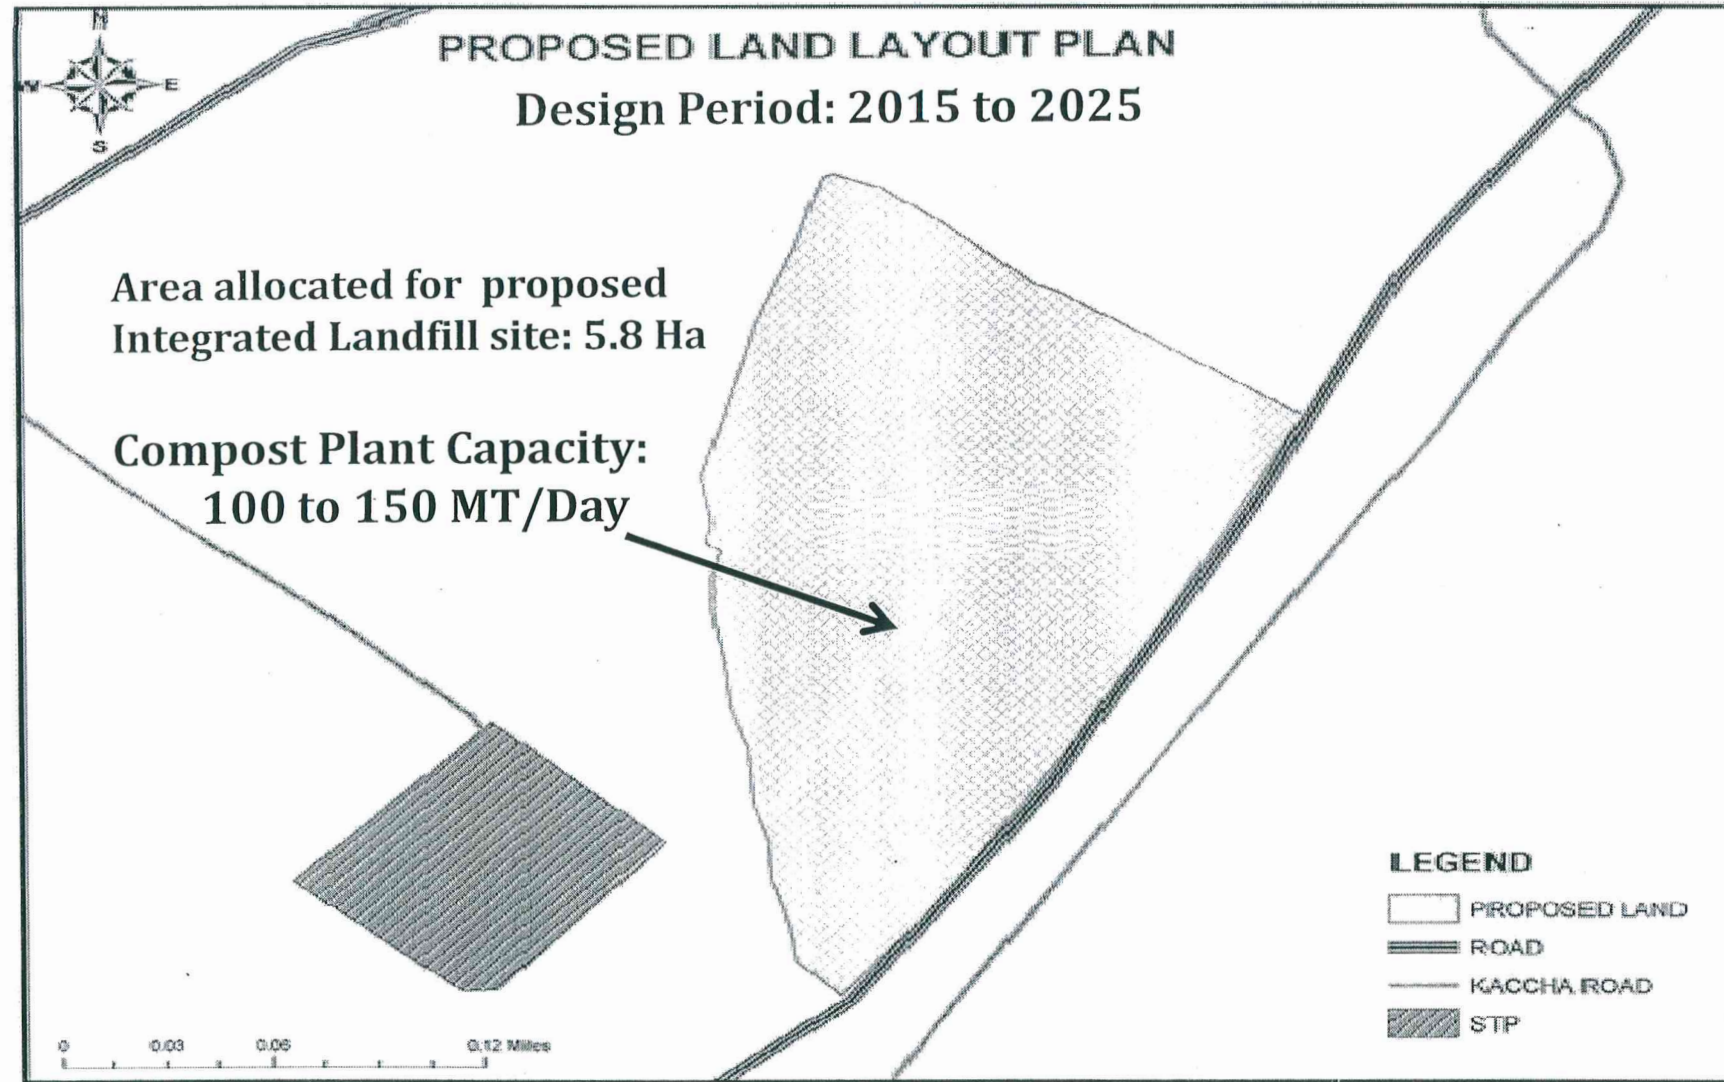 N
W E
S
PROPOSED LAND LAYOUT PLAN
Design Period: 2015 to 2025
Area allocated for proposed
Integrated Landfill site: 5.8 Ha
Compost Plant Capacity:
100 to 150 MT/Day
LEGEND
PROPOSED LAND
ROAD
KACCHA ROAD
STP
0 0.03 0.06 0.12 Miles